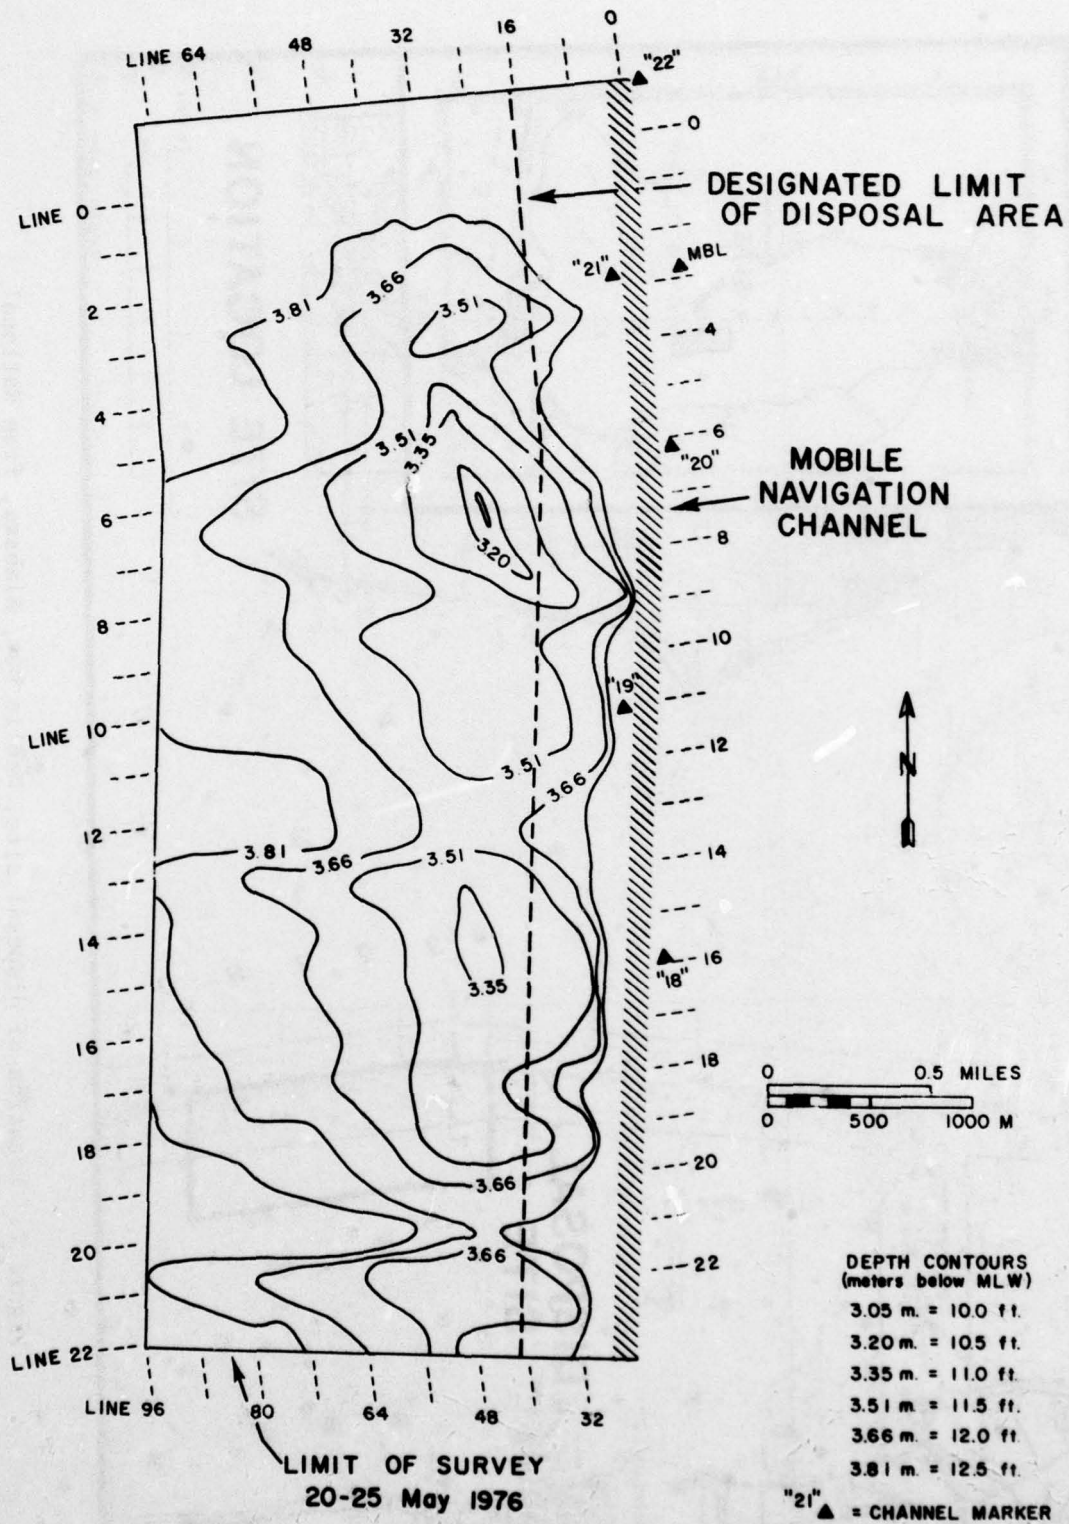 LINE 64
48
32
16
0
"22"
0
DESIGNATED LIMIT
OF DISPOSAL AREA
LINE 0
"21"
MBL
3.81
3.66
3.51
2
4
4
3.51
3.35
6
"20"
MOBILE
NAVIGATION
CHANNEL
6
3.20
8
8
10
"19"
LINE 10
12
3.51
3.66
N
12
3.81
3.66
3.51
14
14
3.35
16
"18"
16
18
0 0.5 MILES
0 500 1000 M
18
3.66
20
20
3.66
22
DEPTH CONTOURS
(meters below MLW)
3.05 m. = 10.0 ft.
3.20 m. = 10.5 ft.
3.35 m. = 11.0 ft.
3.51 m = 11.5 ft.
3.66 m. = 12.0 ft.
3.81 m. = 12.5 ft.
"21" = CHANNEL MARKER
LINE 22
LINE 96
80
64
48
32
LIMIT OF SURVEY
20-25 May 1976